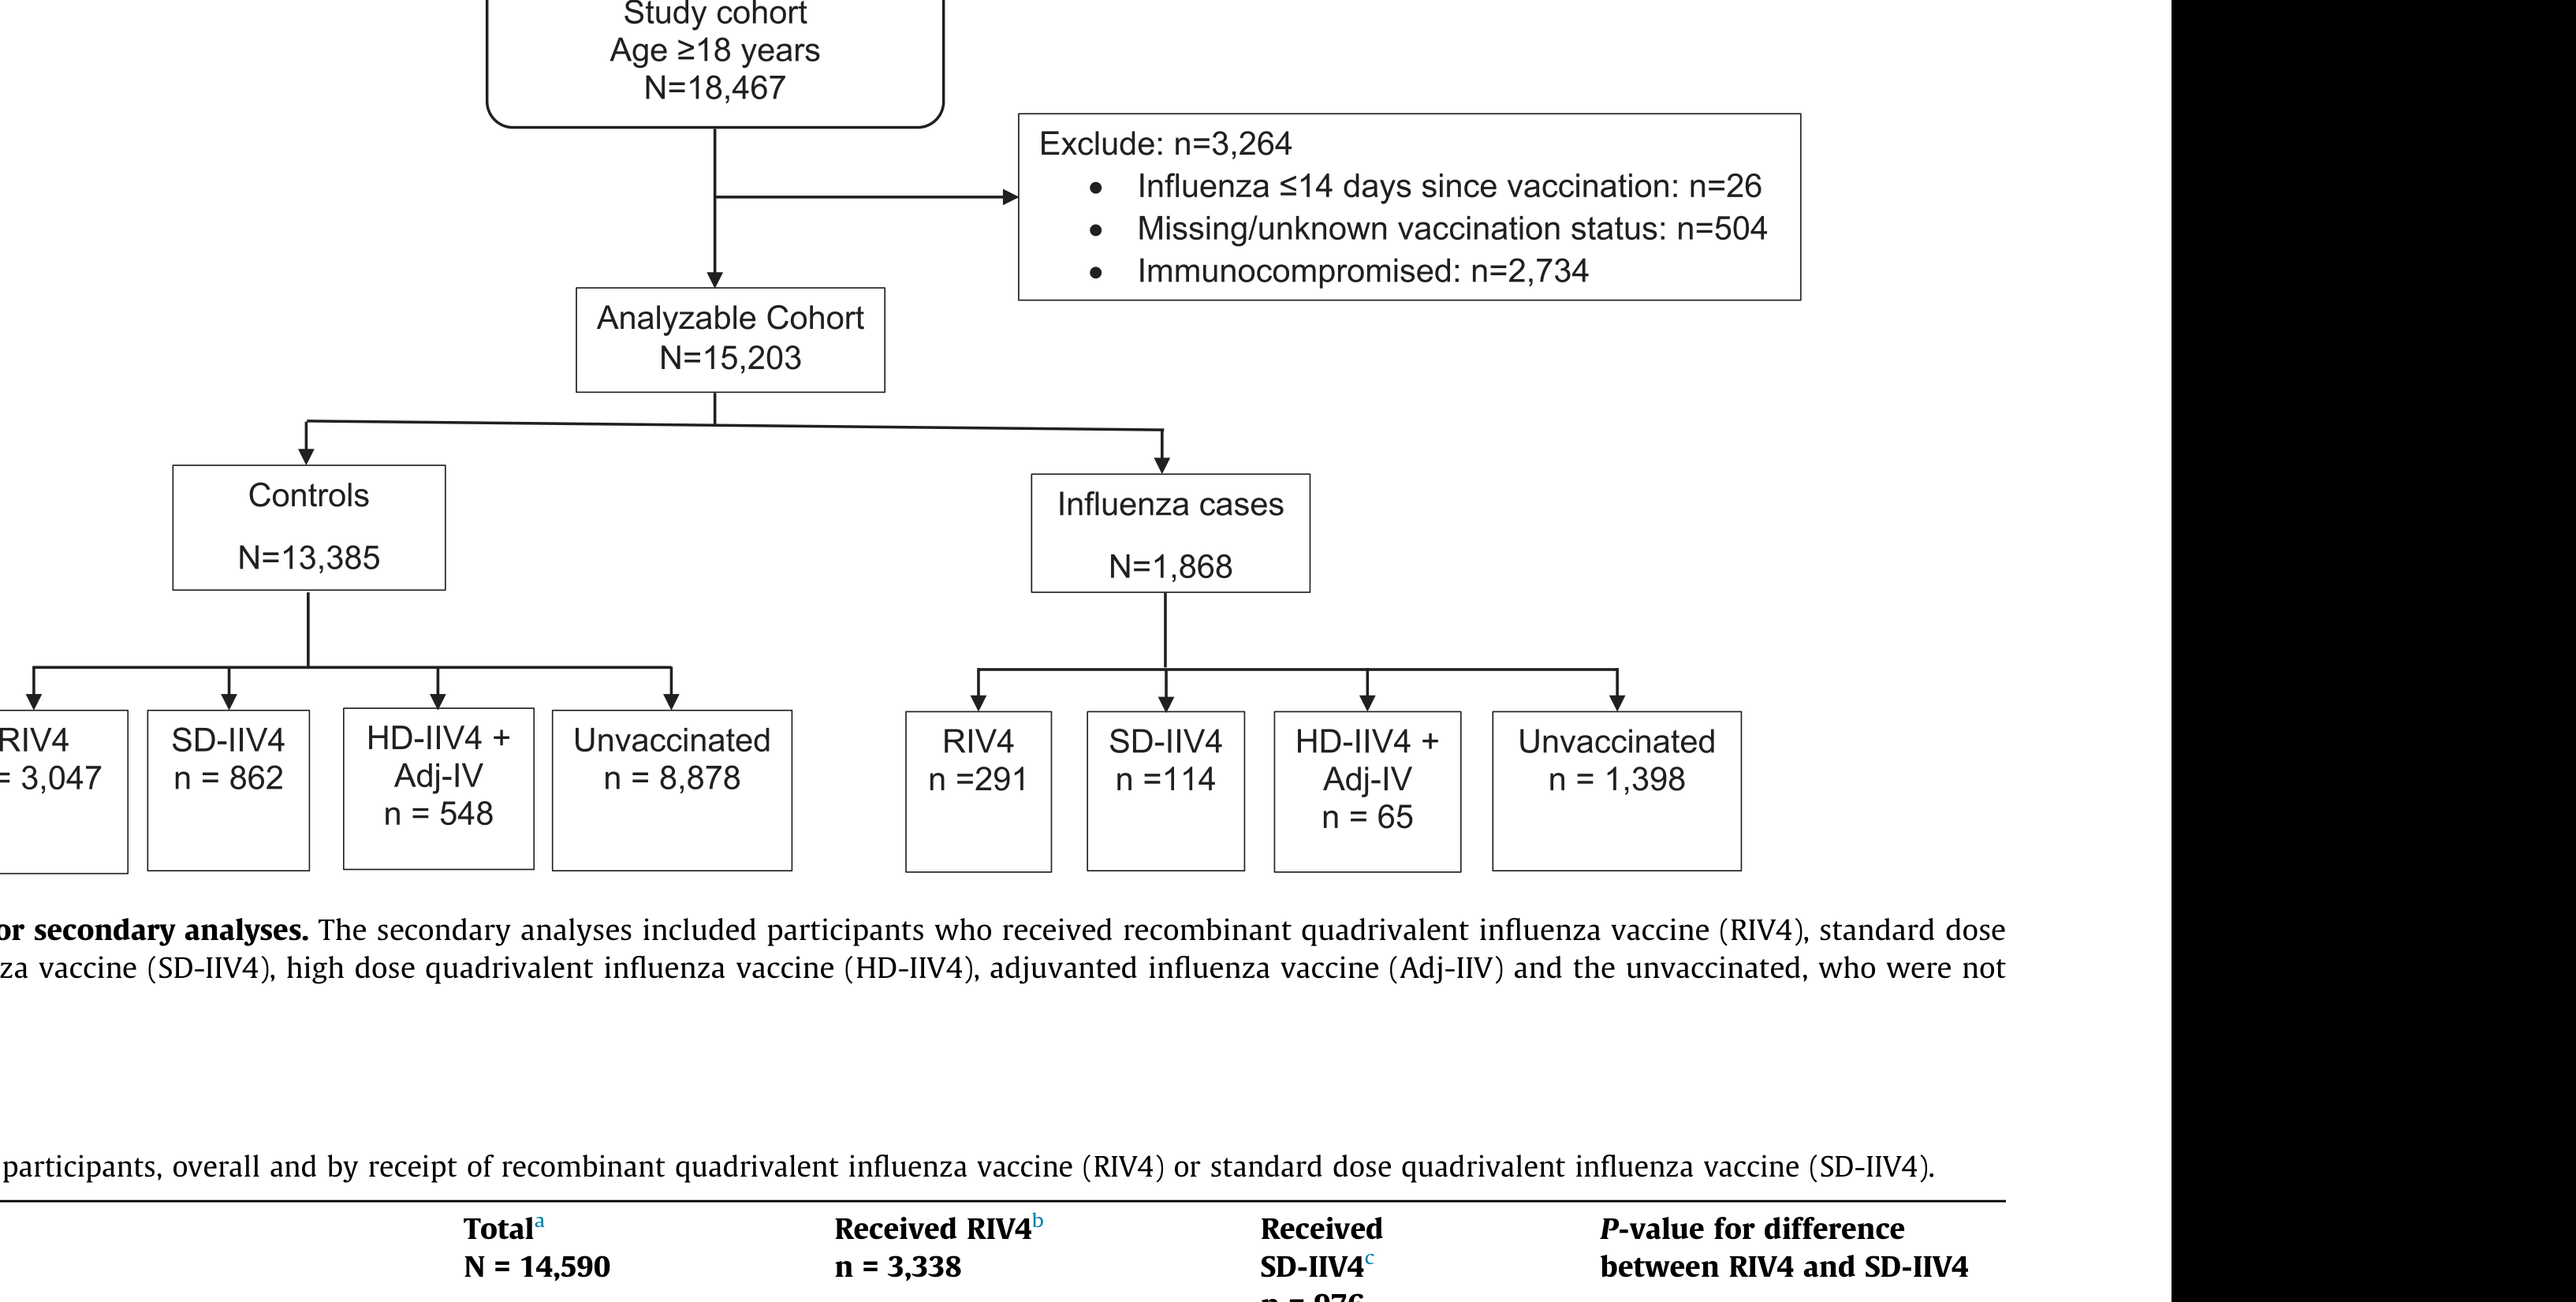 Study cohort
Age ≥18 years
N=18,467
Exclude: n=3,264
• Influenza ≤14 days since vaccination: n=26
• Missing/unknown vaccination status: n=504
• Immunocompromised: n=2,734
Analyzable Cohort
N=15,203
Controls
N=13,385
Influenza cases
N=1,868
RIV4
= 3,047
SD-IIV4
n = 862
HD-IIV4 +
Adj-IV
n = 548
Unvaccinated
n = 8,878
RIV4
n =291
SD-IIV4
n =114
HD-IIV4 +
Adj-IV
n = 65
Unvaccinated
n = 1,398
or secondary analyses. The secondary analyses included participants who received recombinant quadrivalent influenza vaccine (RIV4), standard dose
za vaccine (SD-IIV4), high dose quadrivalent influenza vaccine (HD-IIV4), adjuvanted influenza vaccine (Adj-IIV) and the unvaccinated, who were not
participants, overall and by receipt of recombinant quadrivalent influenza vaccine (RIV4) or standard dose quadrivalent influenza vaccine (SD-IIV4).
Total a
N = 14,590
Received RIV4 b
n = 3,338
Received
SD-IIV4 c
n = 976
P-value for difference
between RIV4 and SD-IIV4